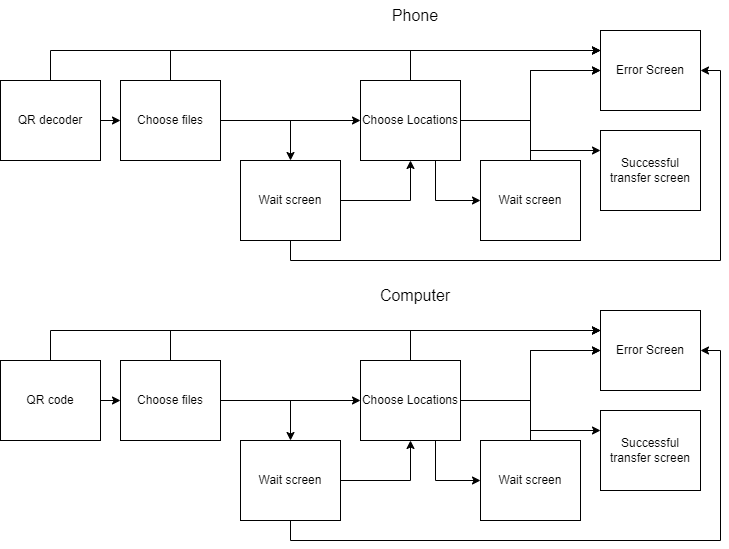 Phone
Error Screen
QR decoder
Choose files
Choose Locations
Successful
transfer screen
Wait screen
Wait screen
Computer
Error Screen
QR code
Choose files
Choose Locations
Successful
transfer screen
Wait screen
Wait screen